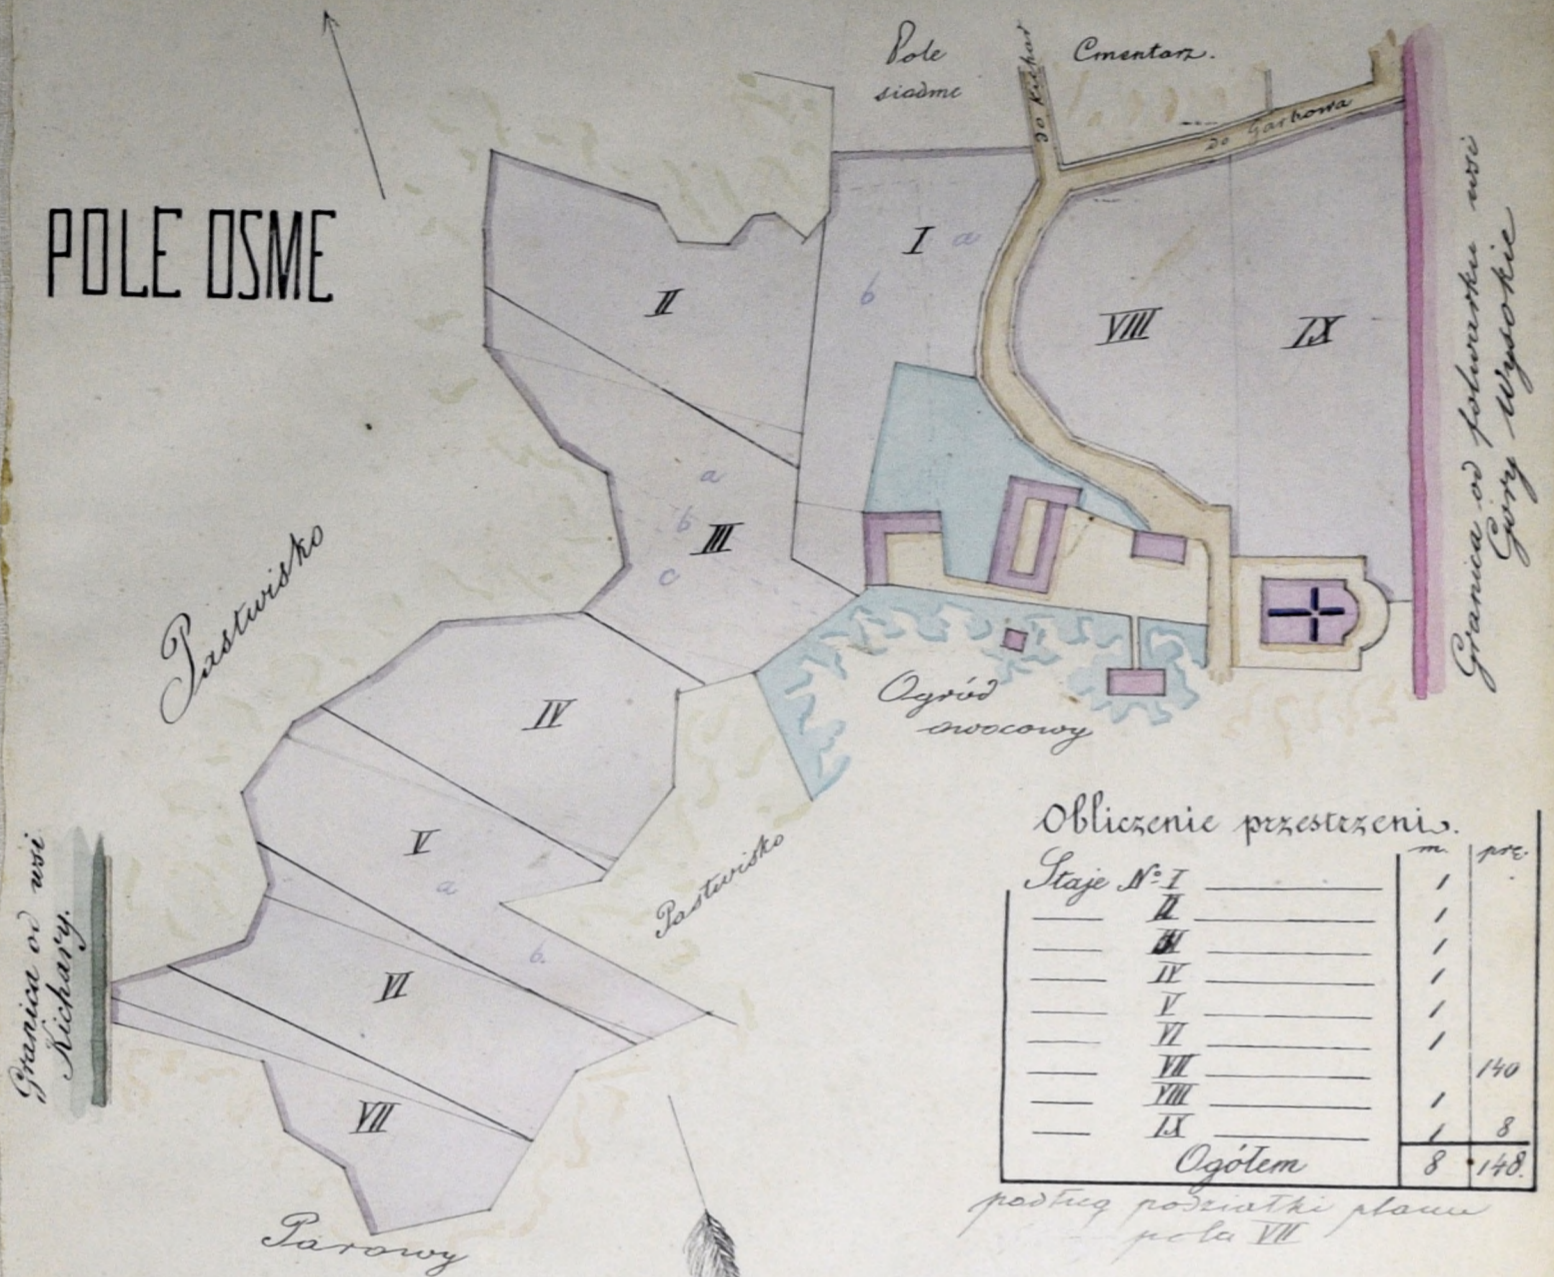 Pole
siódme
do Kichar
Cmentarz.
do Garbowa
POLE OSME
I
a
b
II
VIII
IX
Granica od folwarku wsi
Góry Wysokie
a
b
III
c
Pastwisko
IV
Ogród
owocowy
V
a
Pastwisko
b.
Granica od wsi
Kichary.
VI
VII
Parowy
Obliczenie przestrzeni.
m. prę.
Staje No I 1
II 1
III 1
IV 1
V 1
VI 1
VII 140
VIII 1
IX 1 8
Ogółem 8 148.
podług podziałki planu
pola VII